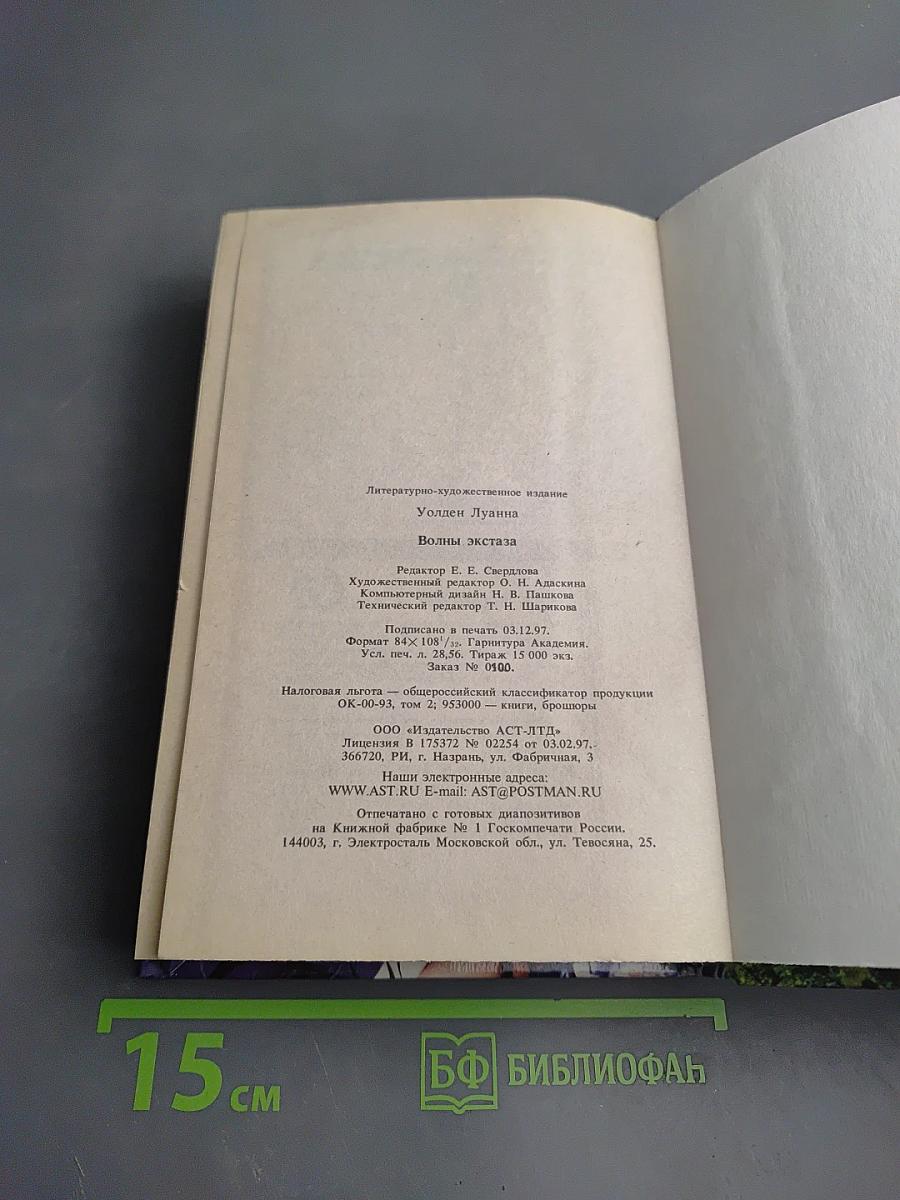 Литературно-художественное издание
Уолден Луанна
Волны экстаза
Редактор Е. Е. Свердлова
Художественный редактор О. Н. Адаскина
Компьютерный дизайн Н. В. Пашкова
Технический редактор Т. Н. Шарикова
Подписано в печать 03.12.97.
Формат 84×108¹/₃₂. Гарнитура Академия.
Усл. печ. л. 28,56. Тираж 15 000 экз.
Заказ №
Налоговая льгота — общероссийский классификатор продукции
ОК-00-93, том 2; 953000 — книги, брошюры
ООО «Издательство АСТ-ЛТД»
Лицензия В 175372 № 02254 от 03.02.97.
366720, РИ, г. Назрань, ул. Фабричная, 3
Наши электронные адреса:
WWW.AST.RU E-mail: AST@POSTMAN.RU
Отпечатано с готовых диапозитивов
на Книжной фабрике № 1 Госкомпечати России.
144003, г. Электросталь Московской обл., ул. Тевосяна, 25.
15 см
БФ БИБЛИОФАН